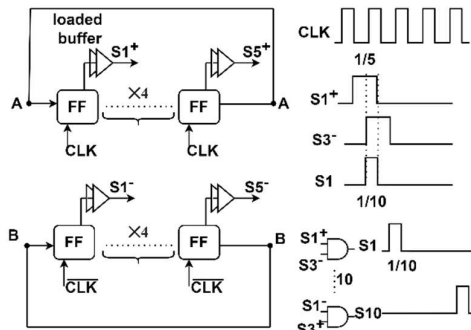 loaded
buffer
S1+
S5+
CLK
1/5
A
FF
×4
FF
A
CLK
CLK
S1+
S3-
S1
1/10
S1-
S5-
B
FF
×4
FF
B
CLK
CLK
S1+
S3-
S1
1/10
10
S1-
S3+
S10